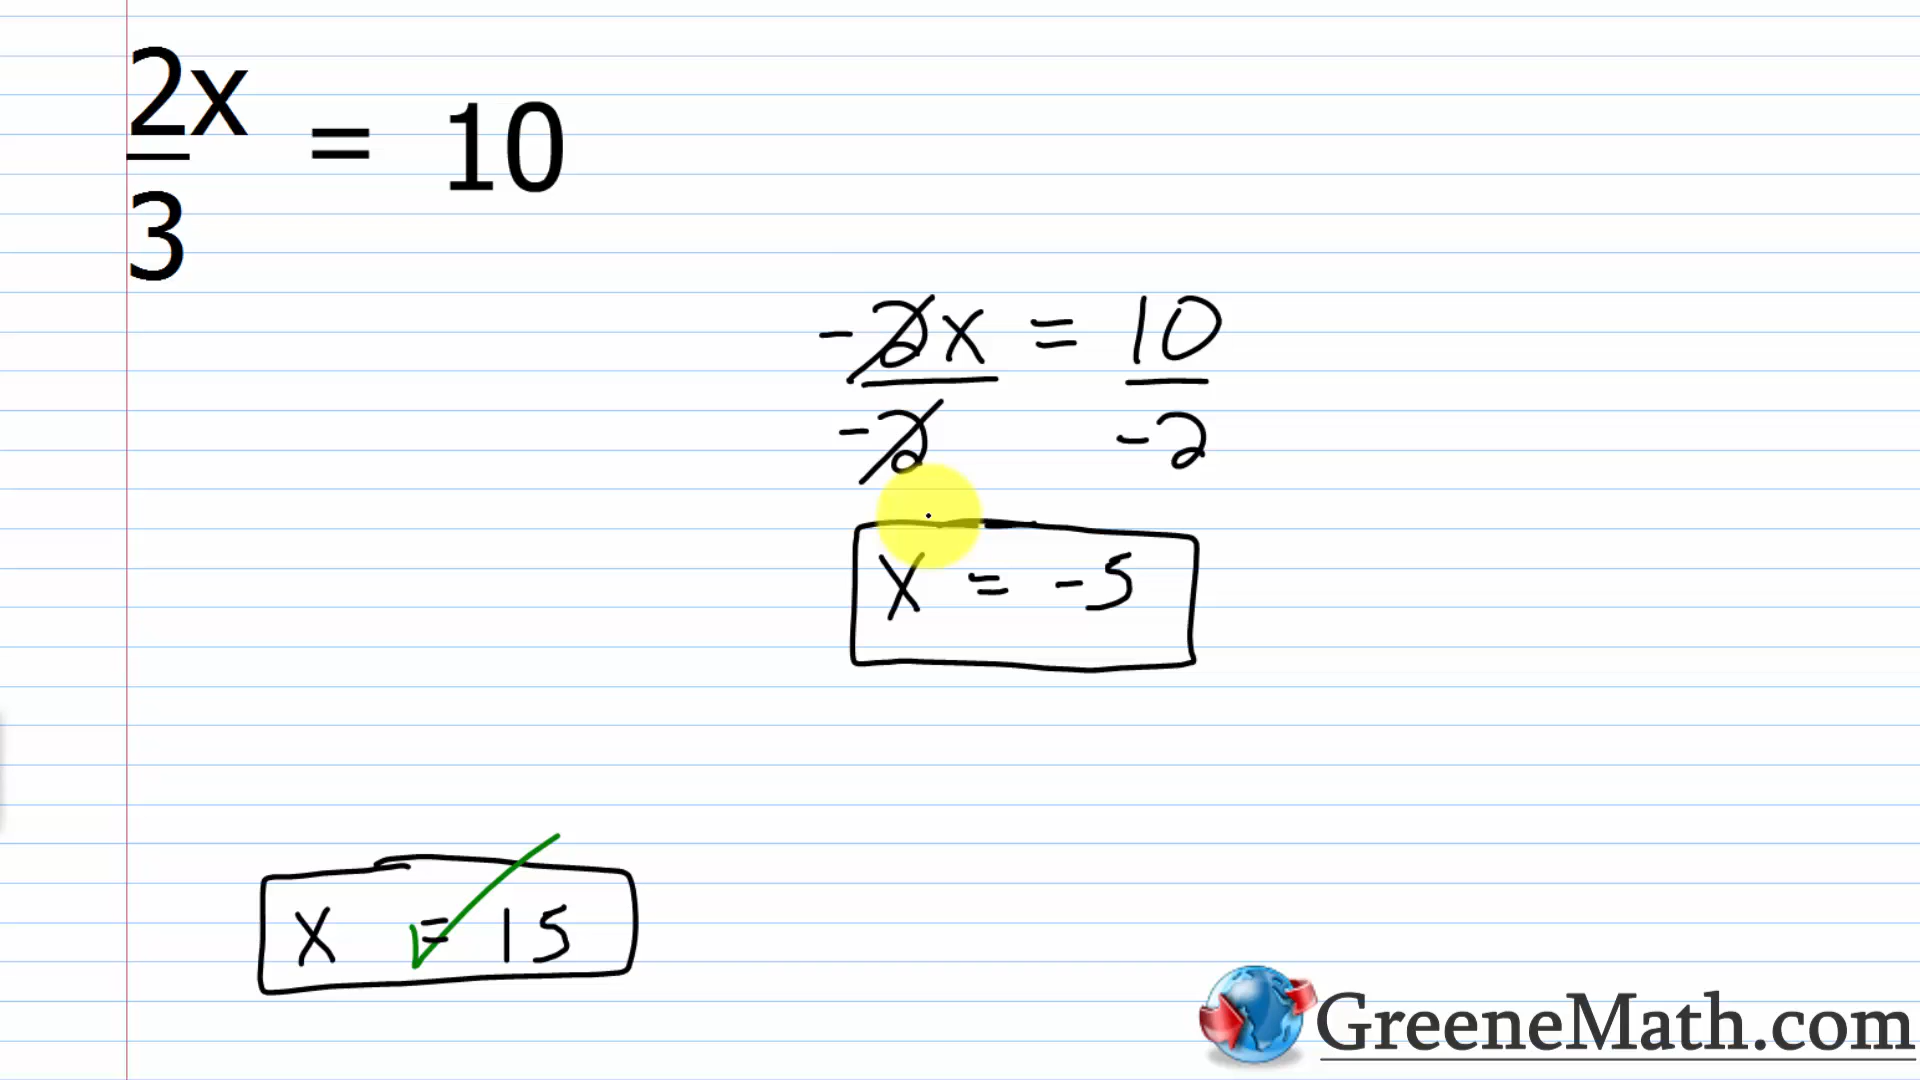 2x
= 10
3
-2x = 10
-2 -2
x = -5
x = 15
GreeneMath.com